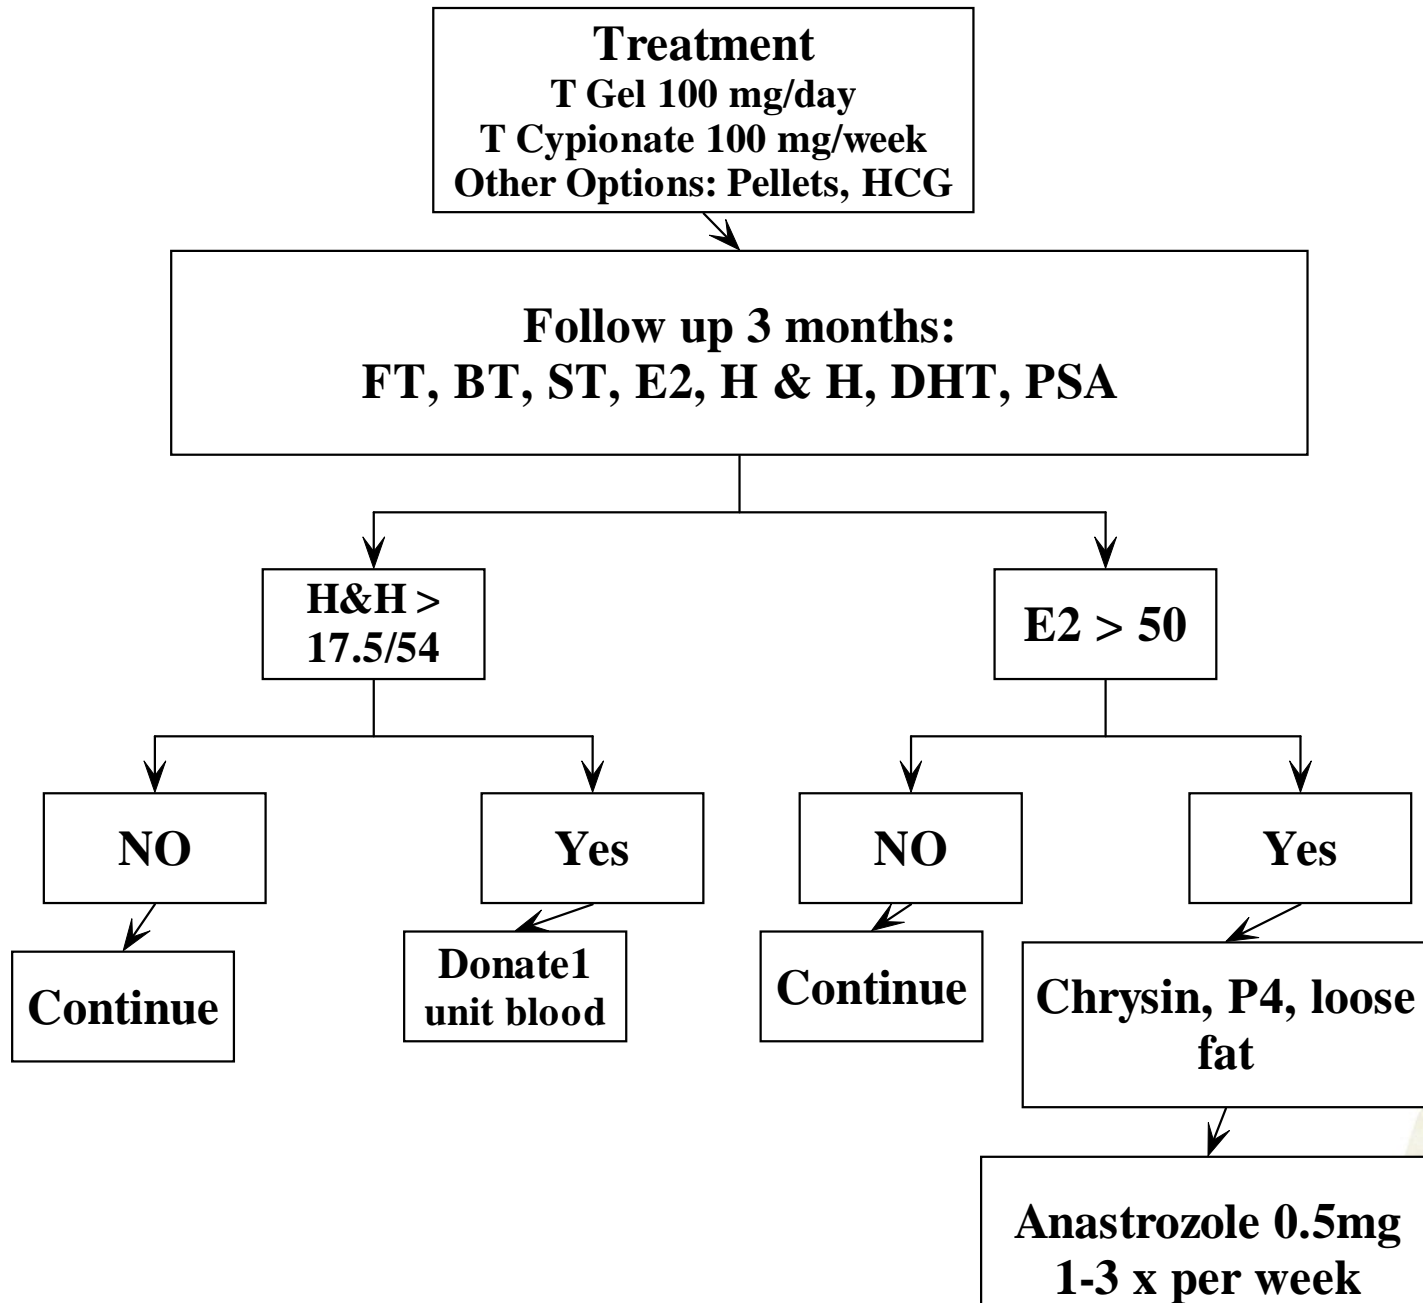 Treatment
T Gel 100 mg/day
T Cypionate 100 mg/week
Other Options: Pellets, HCG
Follow up 3 months:
FT, BT, ST, E2, H & H, DHT, PSA
H&H >
17.5/54
E2 > 50
NO
Yes
NO
Yes
Continue
Donate1
unit blood
Continue
Chrysin, P4, loose
fat
Anastrozole 0.5mg
1-3 x per week